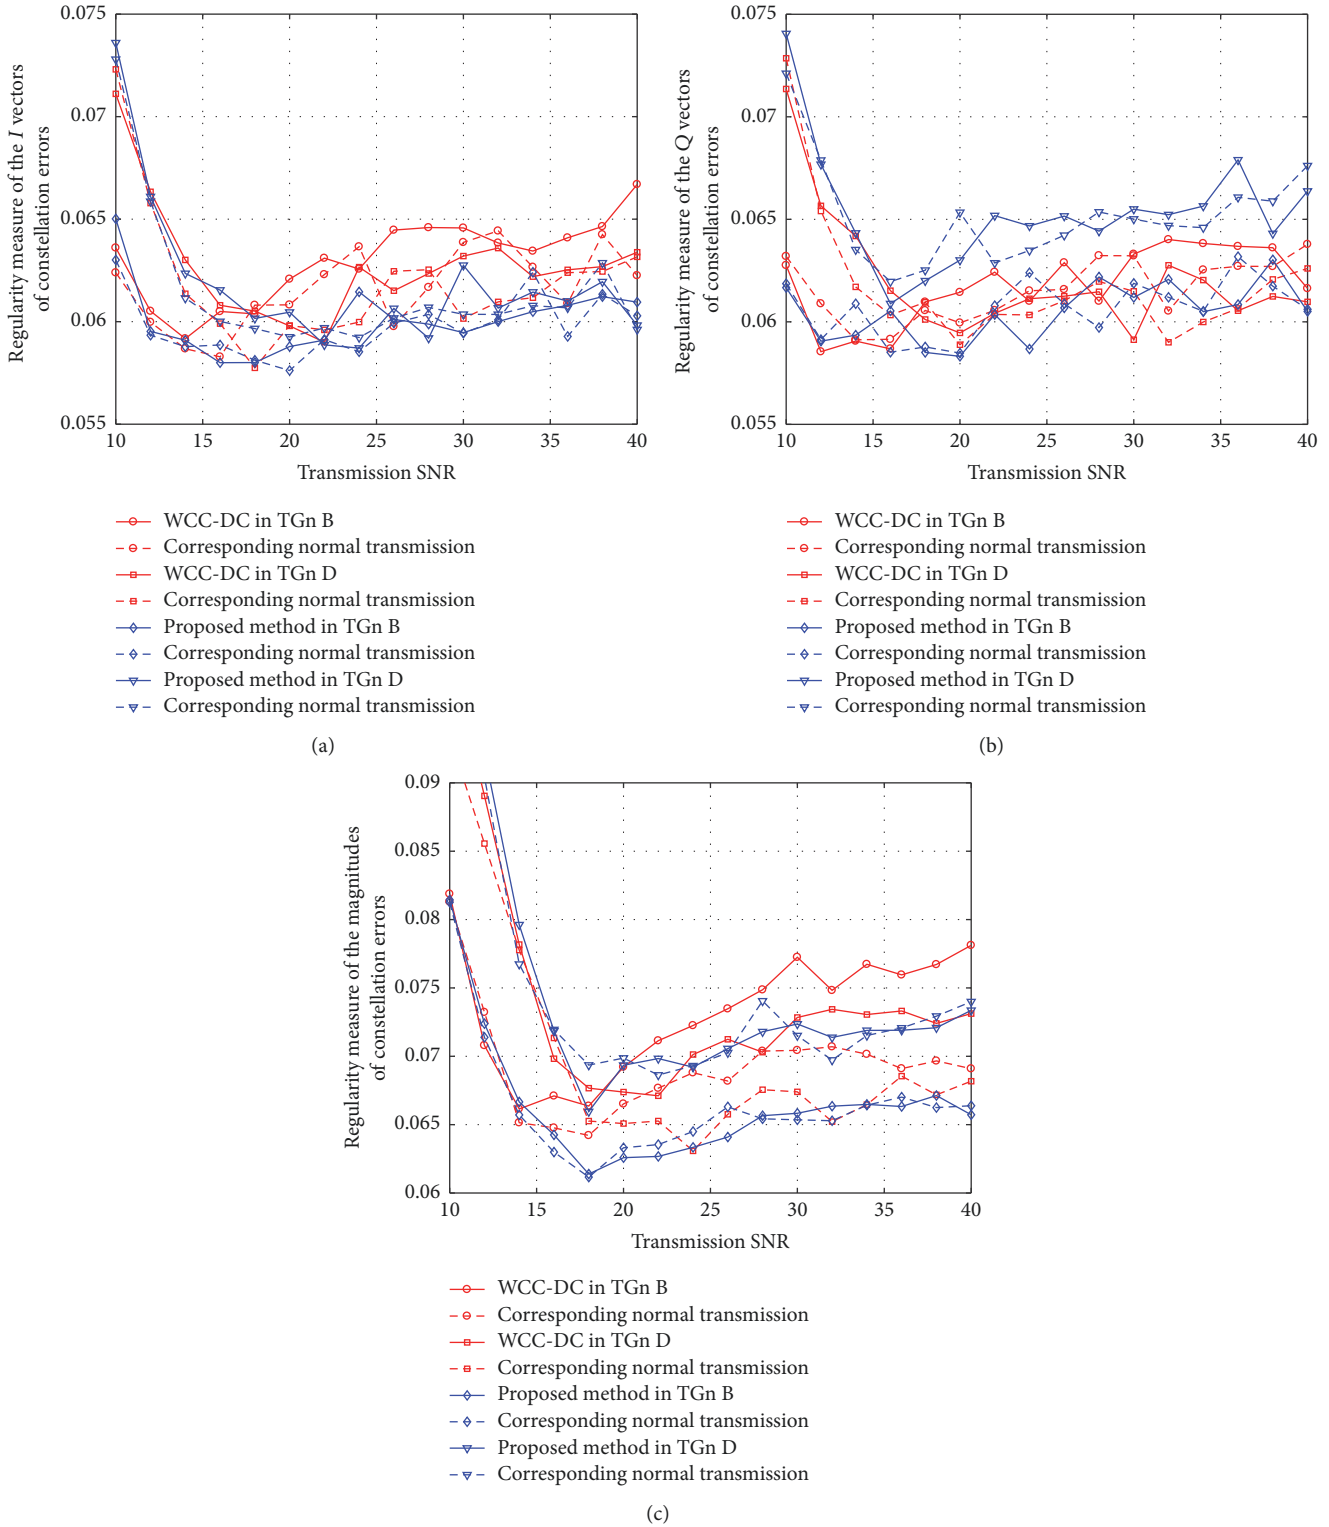 Regularity measure of the I vectors
of constellation errors
0.075
0.07
0.065
0.06
0.055
10 15 20 25 30 35 40
Transmission SNR
WCC-DC in TGn B
Corresponding normal transmission
WCC-DC in TGn D
Corresponding normal transmission
Proposed method in TGn B
Corresponding normal transmission
Proposed method in TGn D
Corresponding normal transmission
(a)
Regularity measure of the Q vectors
of constellation errors
0.075
0.07
0.065
0.06
0.055
10 15 20 25 30 35 40
Transmission SNR
WCC-DC in TGn B
Corresponding normal transmission
WCC-DC in TGn D
Corresponding normal transmission
Proposed method in TGn B
Corresponding normal transmission
Proposed method in TGn D
Corresponding normal transmission
(b)
Regularity measure of the magnitudes
of constellation errors
0.09
0.085
0.08
0.075
0.07
0.065
0.06
10 15 20 25 30 35 40
Transmission SNR
WCC-DC in TGn B
Corresponding normal transmission
WCC-DC in TGn D
Corresponding normal transmission
Proposed method in TGn B
Corresponding normal transmission
Proposed method in TGn D
Corresponding normal transmission
(c)